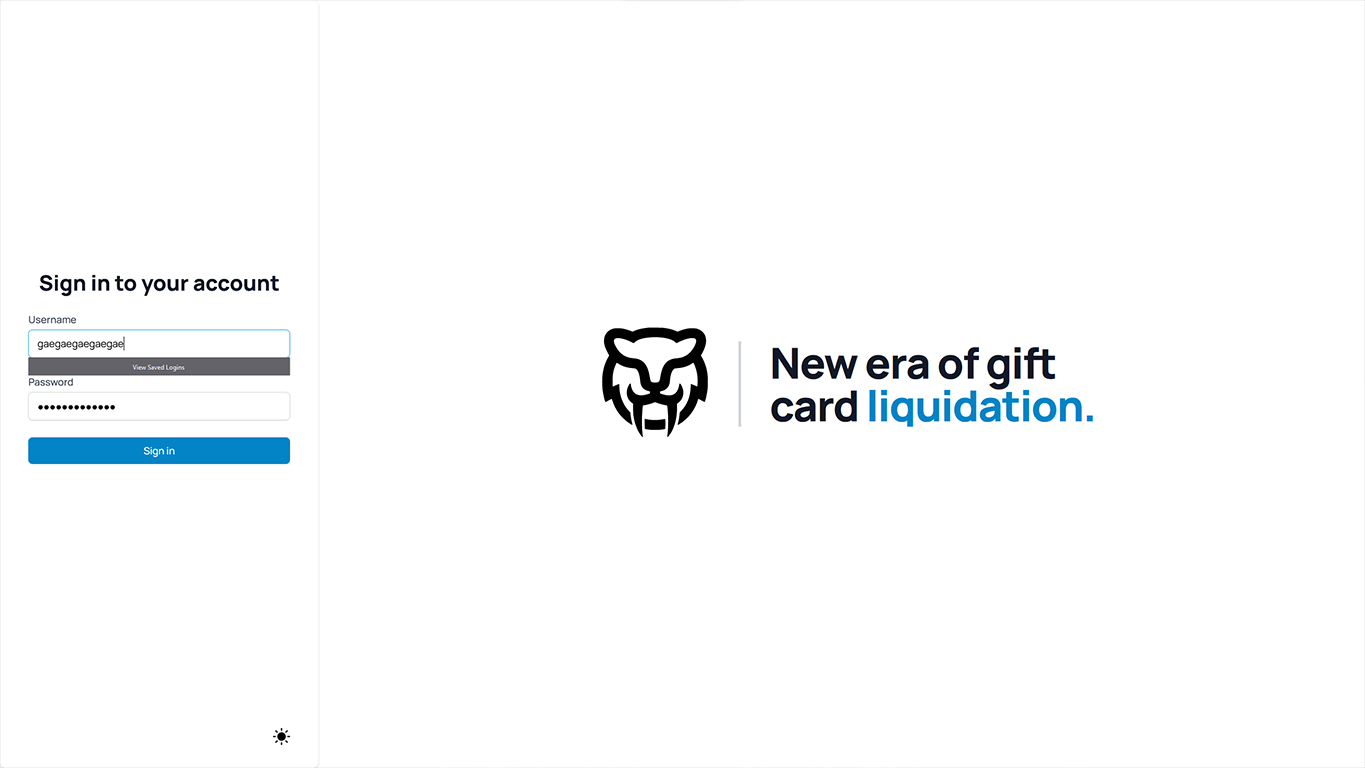 Sign in to your account
Username
gaegaegaegaegae
View Saved Logins
Password
Sign in
New era of gift
card liquidation.